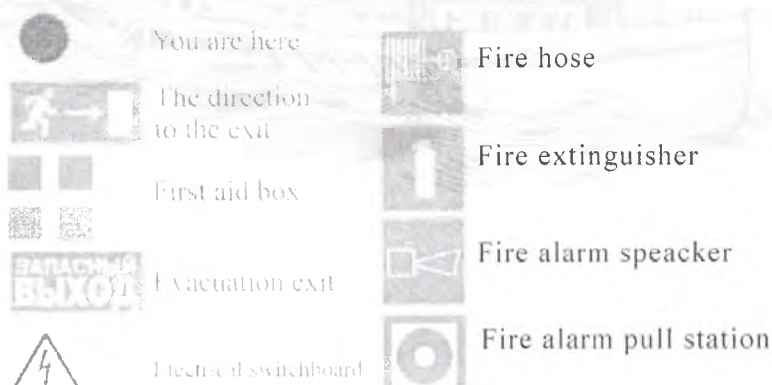 You are here
The direction
to the exit
First aid box
ЗАПАСНЫЙ
ВЫХОД
Evacuation exit
Electrical switchboard
Fire hose
Fire extinguisher
Fire alarm speacker
Fire alarm pull station